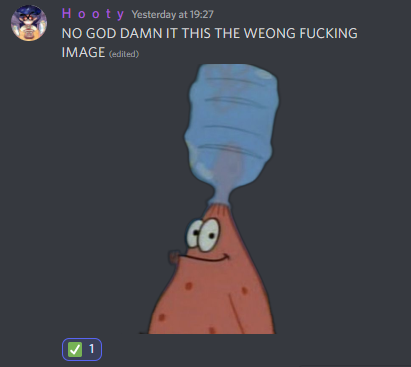 H o o t y Yesterday at 19:27
NO GOD DAMN IT THIS THE WEONG FUCKING
IMAGE (edited)
1